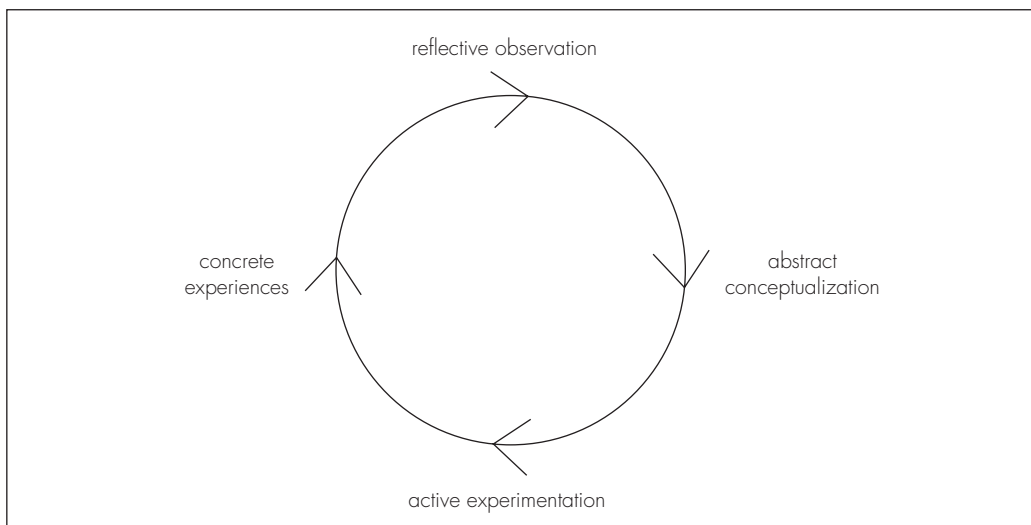 reflective observation
concrete
experiences
abstract
conceptualization
active experimentation